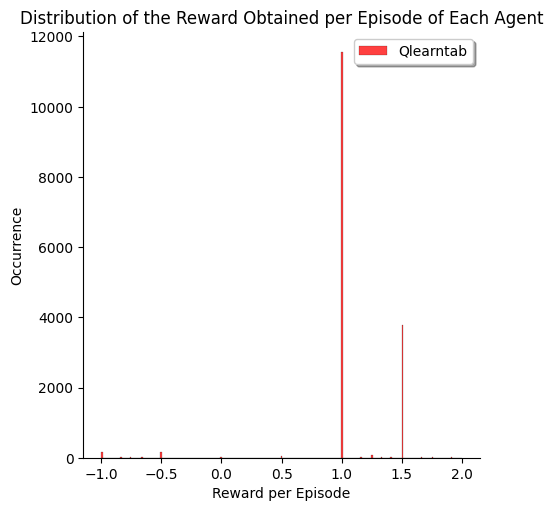 Distribution of the Reward Obtained per Episode of Each Agent
12000
Qlearntab
10000
8000
Occurrence
6000
4000
2000
0
−1.0 −0.5 0.0 0.5 1.0 1.5 2.0
Reward per Episode